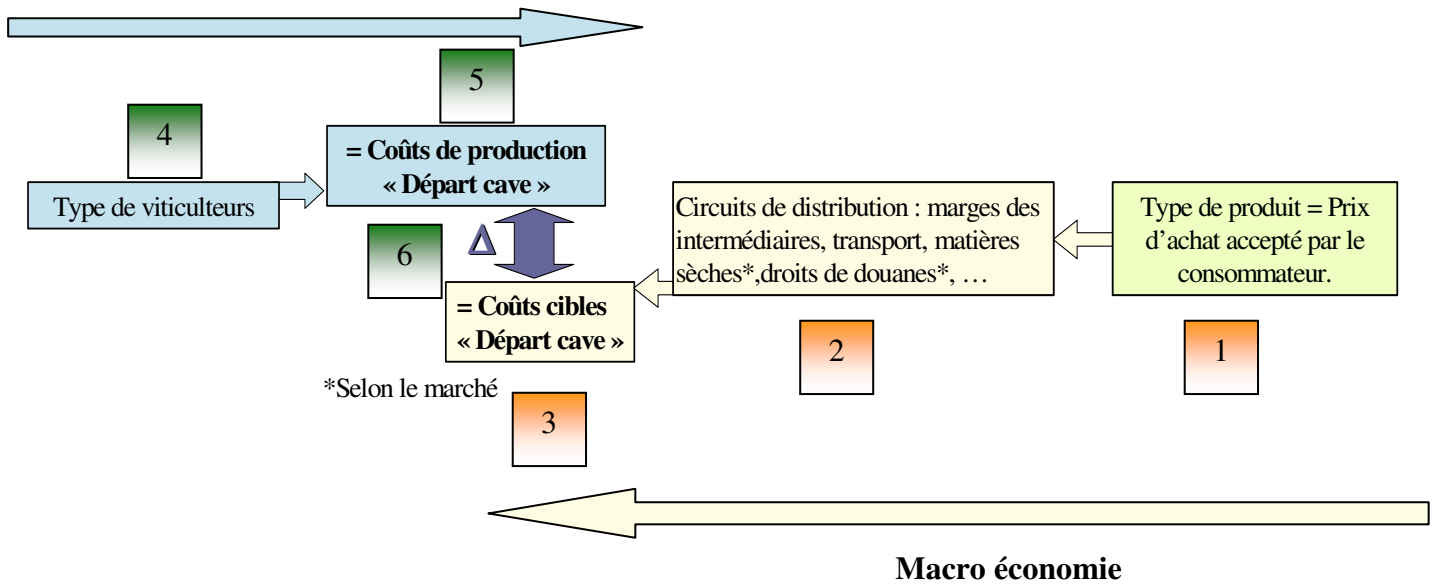 5
4
= Coûts de production
« Départ cave »
Type de viticulteurs
Circuits de distribution : marges des
intermédiaires, transport, matières
sèches*,droits de douanes*, …
Type de produit = Prix
d’achat accepté par le
consommateur.
6
Δ
= Coûts cibles
« Départ cave »
2
1
*Selon le marché
3
Macro économie